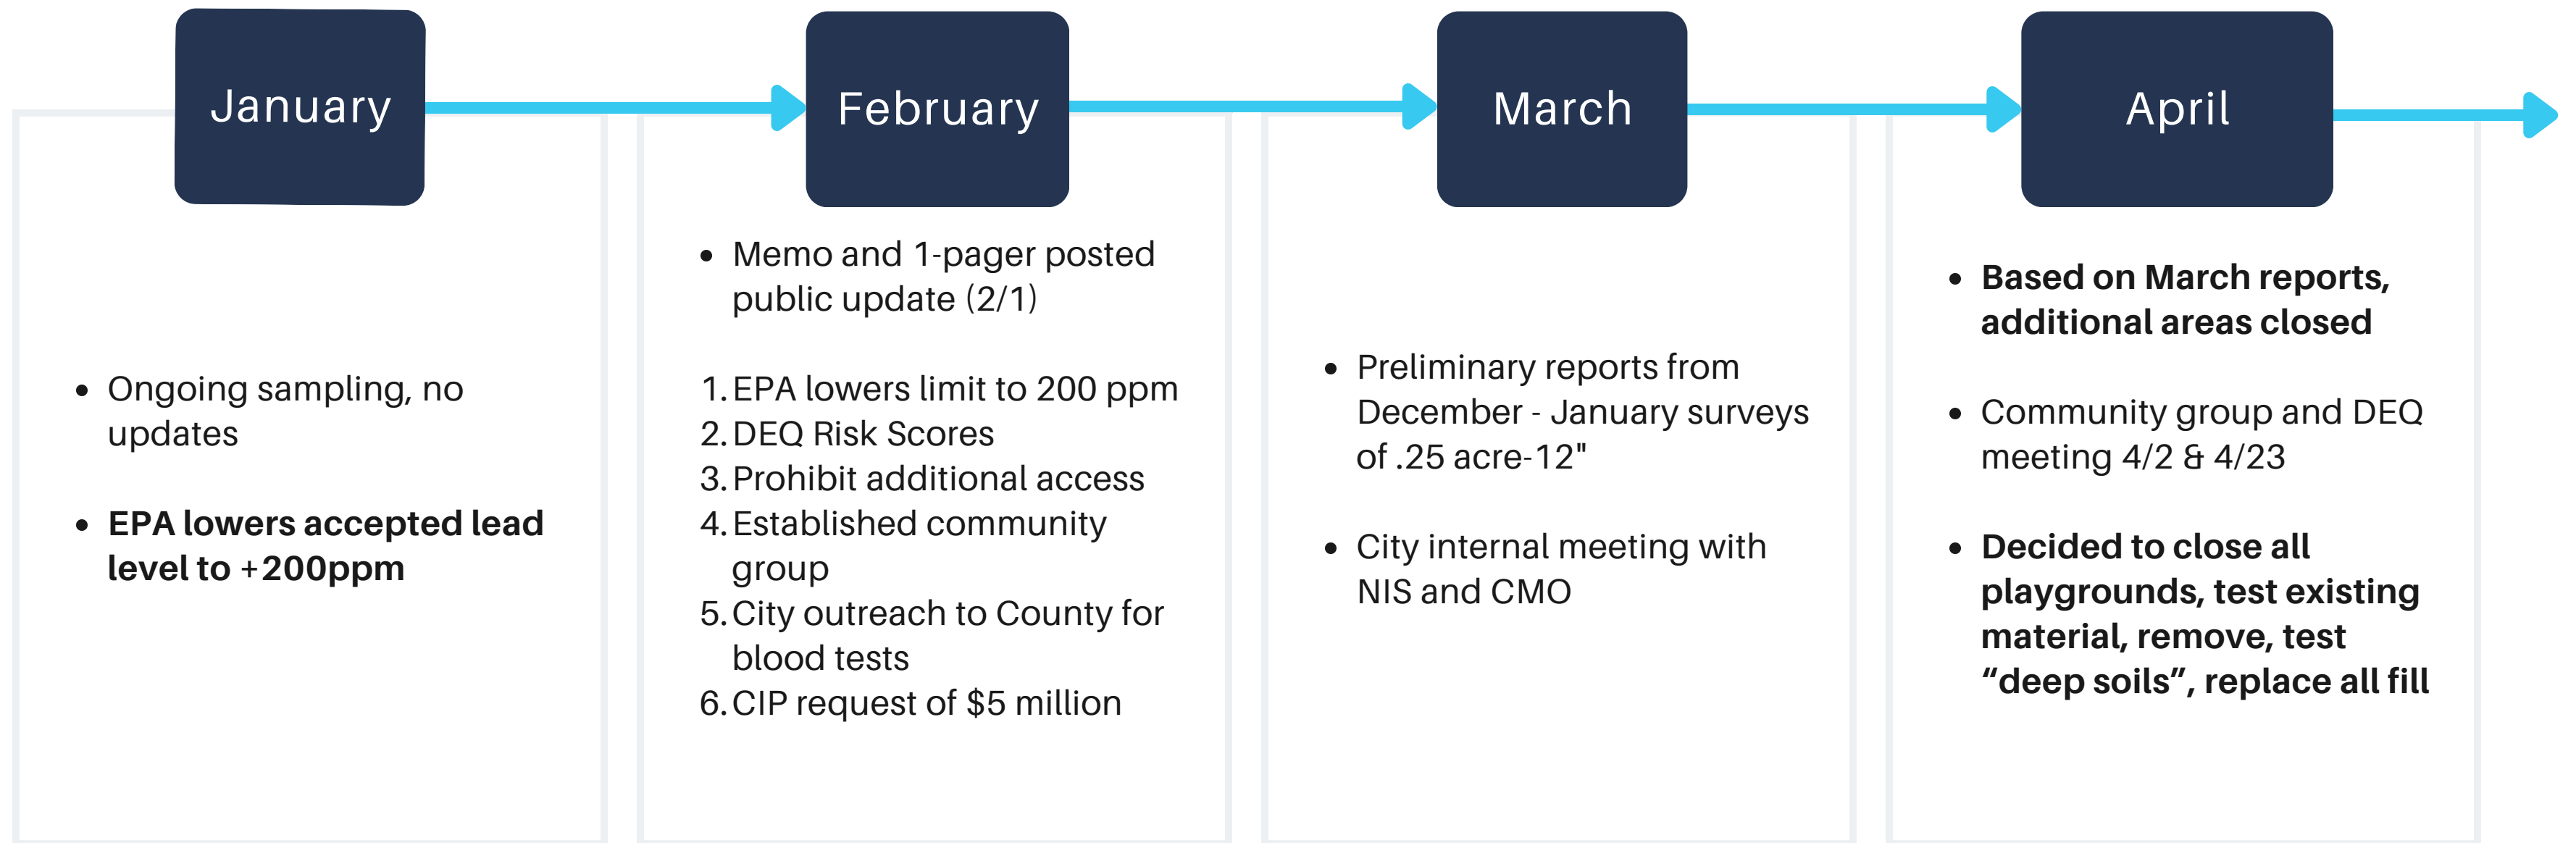 January
Ongoing sampling, no
updates
EPA lowers accepted lead
level to +200ppm
February
Memo and 1-pager posted
public update (2/1)
1. EPA lowers limit to 200 ppm
2. DEQ Risk Scores
3. Prohibit additional access
4. Established community
group
5. City outreach to County for
blood tests
6. CIP request of $5 million
March
Preliminary reports from
December - January surveys
of .25 acre-12"
City internal meeting with
NIS and CMO
April
Based on March reports,
additional areas closed
Community group and DEQ
meeting 4/2 & 4/23
Decided to close all
playgrounds, test existing
material, remove, test
“deep soils”, replace all fill